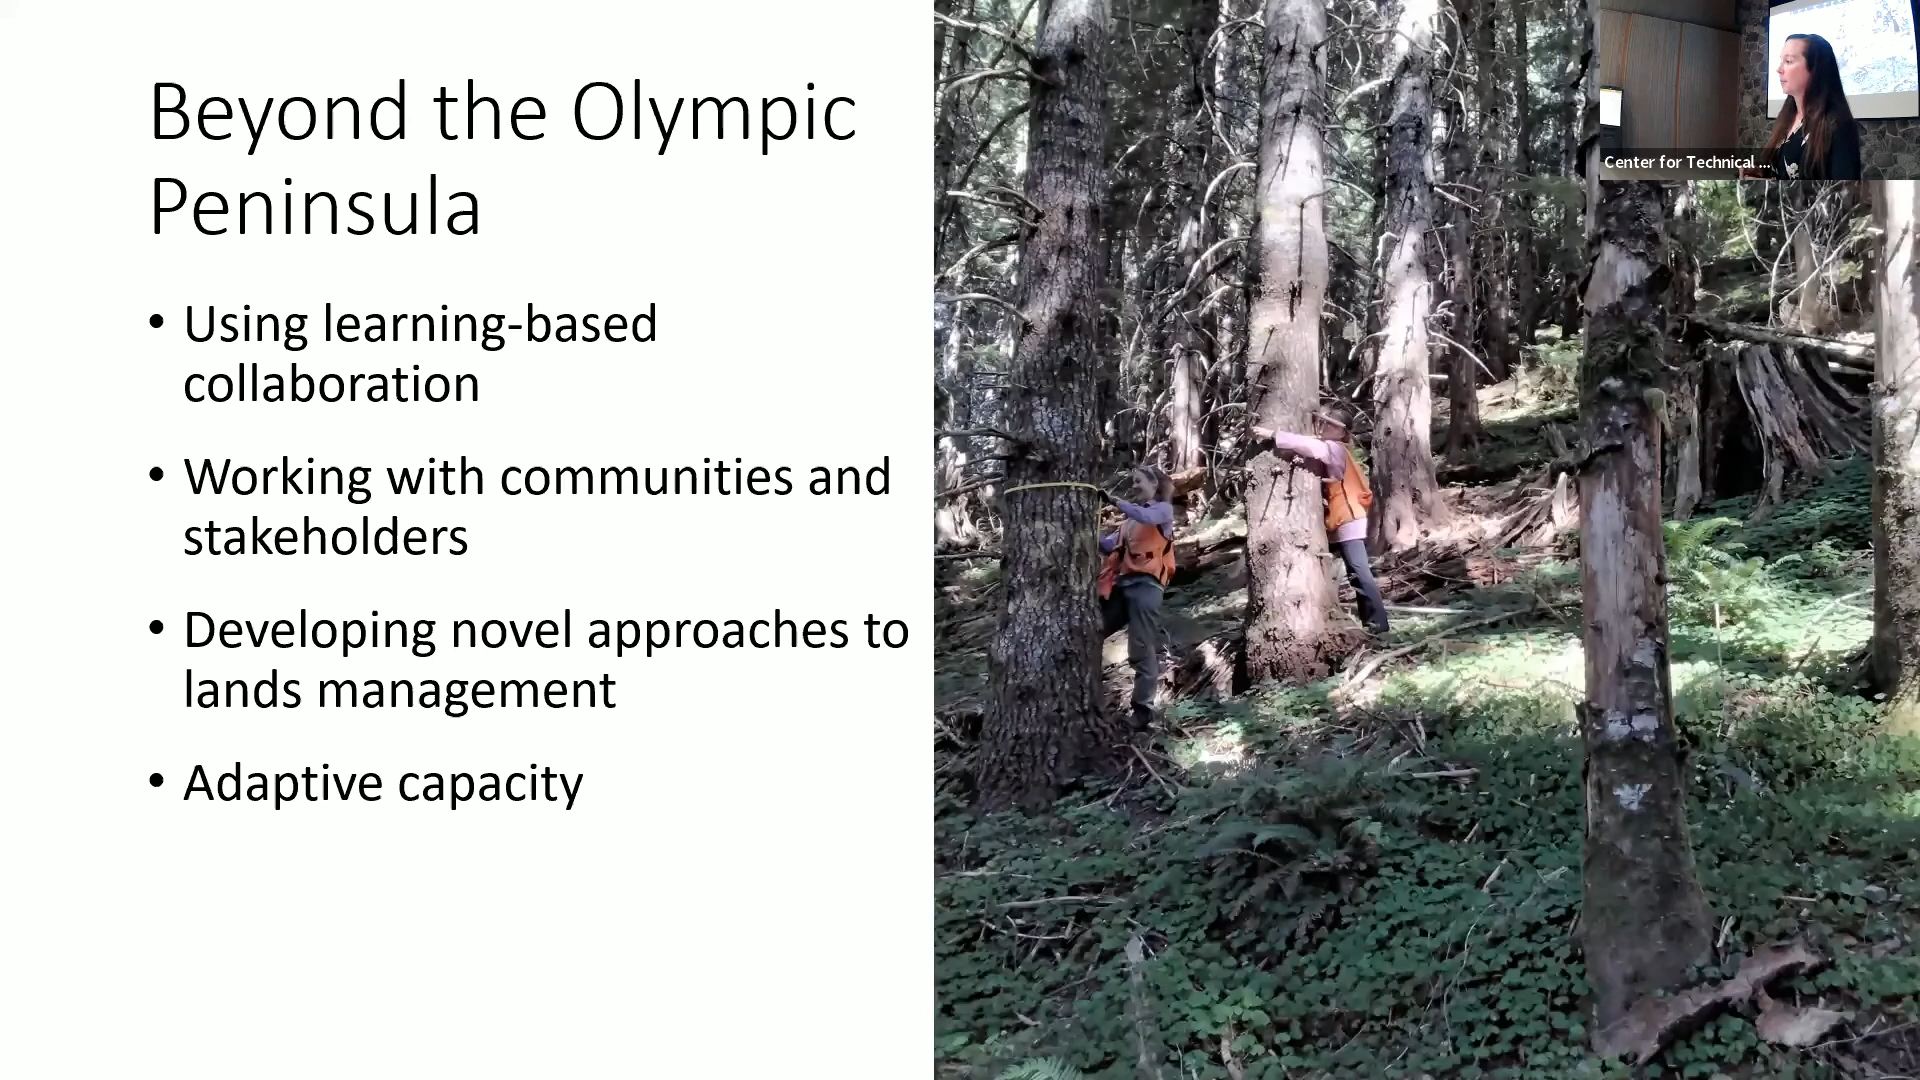 Beyond the Olympic
Peninsula
• Using learning-based
collaboration
• Working with communities and
stakeholders
• Developing novel approaches to
lands management
• Adaptive capacity
Center for Technical ...